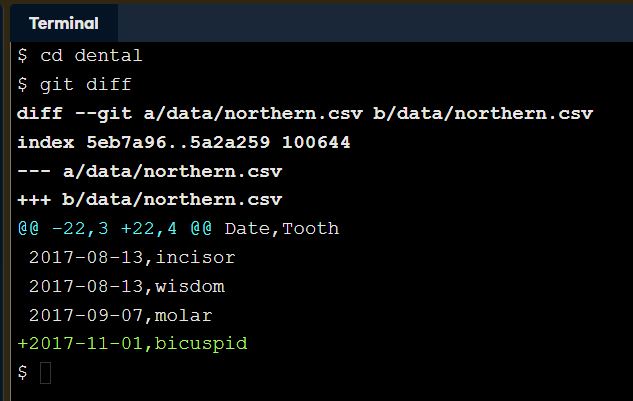 Terminal
$ cd dental
$ git diff
diff --git a/data/northern.csv b/data/northern.csv
index 5eb7a96..5a2a259 100644
--- a/data/northern.csv
+++ b/data/northern.csv
@@ -22,3 +22,4 @@ Date,Tooth
 2017-08-13,incisor
 2017-08-13,wisdom
 2017-09-07,molar
+2017-11-01,bicuspid
$